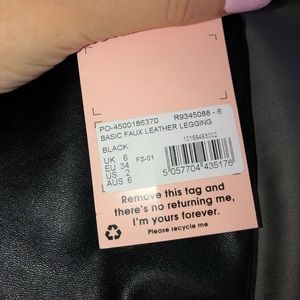 PO-4500186370 R9345088 - 6
BASIC FAUX LEATHER LEGGING
BLACK 10188463002
UK 6 FS-01
EU 34
US 2
AUS 6
5 057704 435176
Remove this tag and
there's no returning me,
I'm yours forever.
Please recycle me